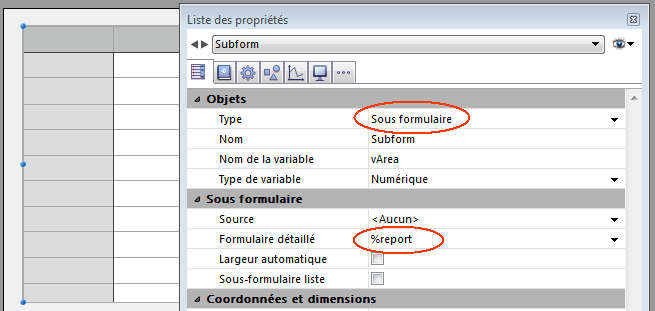 Liste des propriétés
Subform
Objets
Type Sous formulaire
Nom Subform
Nom de la variable vArea
Type de variable Numérique
Sous formulaire
Source <Aucun>
Formulaire détaillé %report
Largeur automatique
Sous-formulaire liste
Coordonnées et dimensions